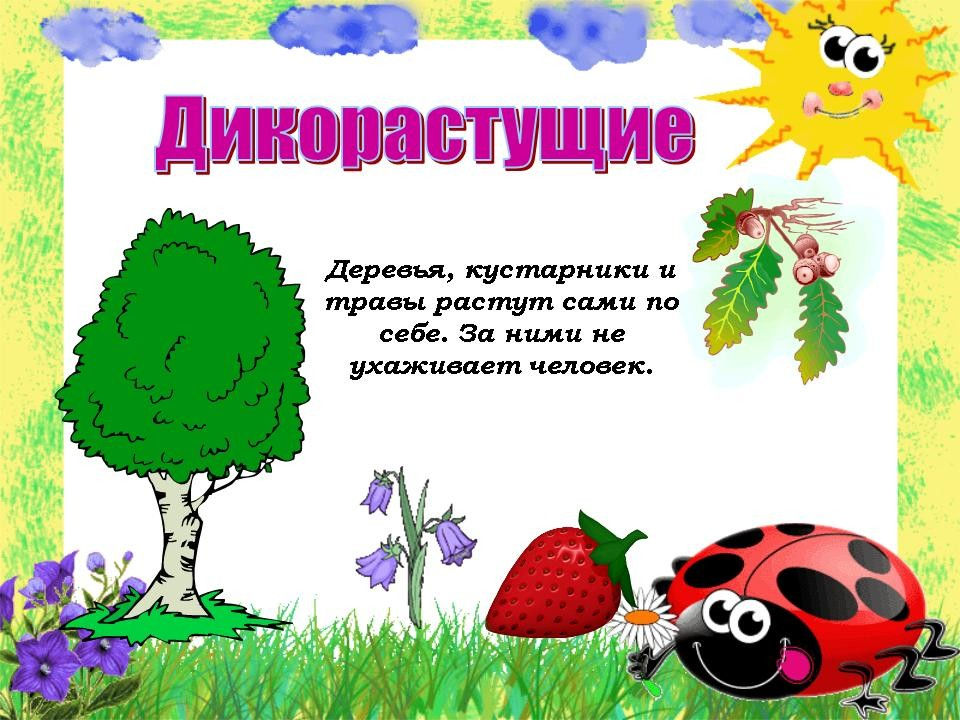 Дикорастущие
Деревья, кустарники и
травы растут сами по
себе. За ними не
ухаживает человек.